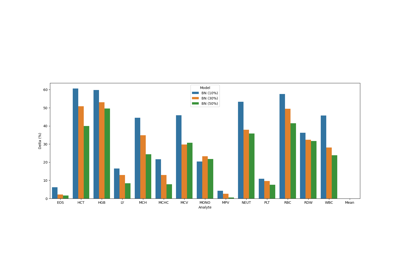 Model
BN (10%)
BN (30%)
BN (50%)
Delta (%)
60
50
40
30
20
10
0
EOS
HCT
HGB
LY
MCH
MCHC
MCV
MONO
MPV
NEUT
PLT
RBC
RDW
WBC
Mean
Analyte